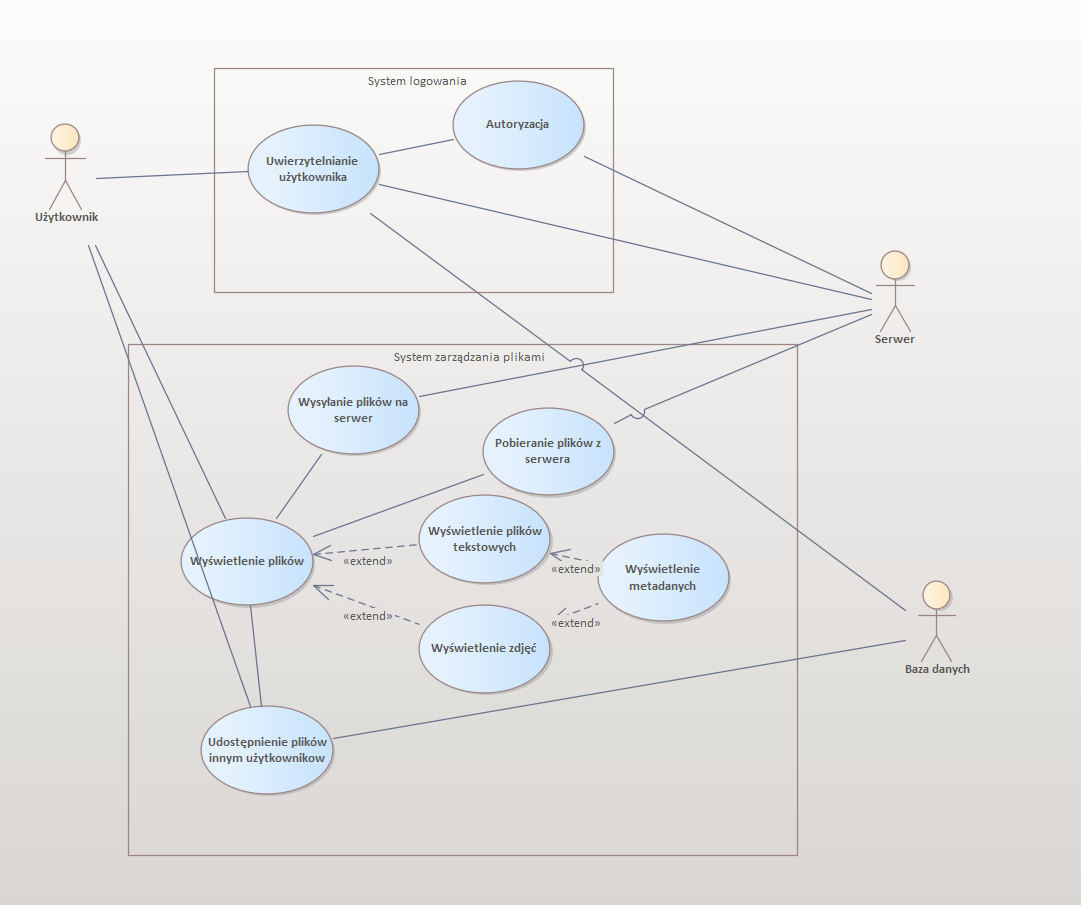 System logowania
Autoryzacja
Uwierzytelnianie
użytkownika
Użytkownik
Serwer
System zarządzania plikami
Wysyłanie plików na
serwer
Pobieranie plików z
serwera
Wyświetlenie plików
tekstowych
Wyświetlenie plików
«extend»
«extend»
Wyświetlenie
metadanych
«extend»
«extend»
Wyświetlenie zdjęć
Baza danych
Udostępnienie plików
innym użytkownikow